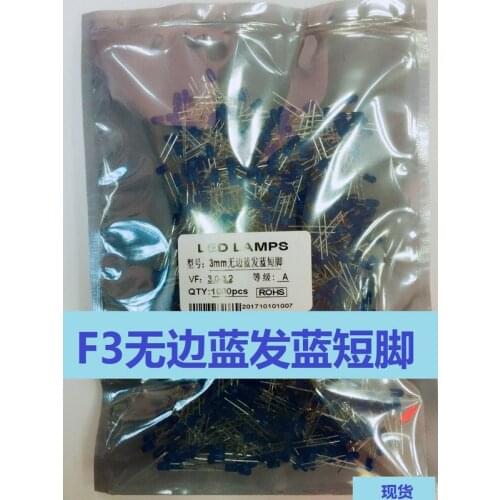 LED LAMPS
型号：3mm无边蓝发蓝短脚
VF：3.0-3.2 等级：A
QTY：1000pcs ROHS
201710101007
F3无边蓝发蓝短脚
现货